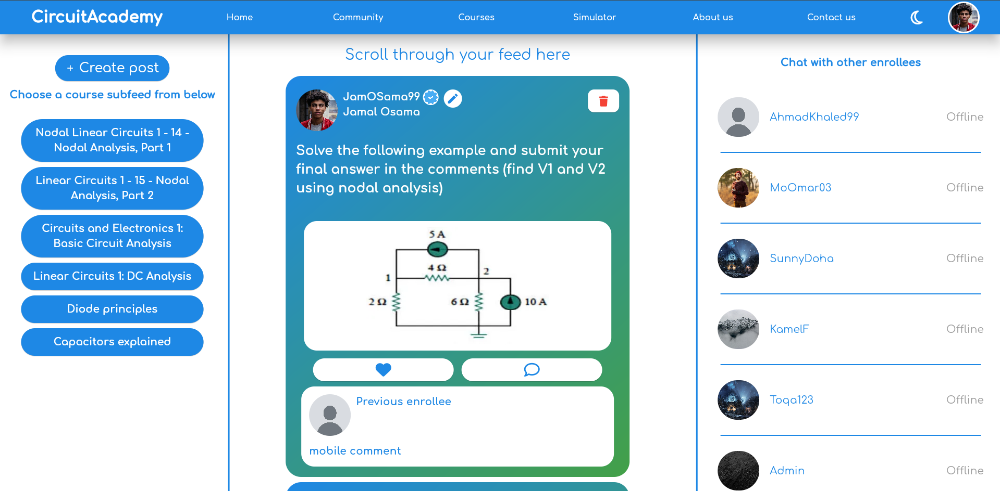 CircuitAcademy
Home
Community
Courses
Simulator
About us
Contact us
+ Create post
Choose a course subfeed from below
Nodal Linear Circuits 1 - 14 -
Nodal Analysis, Part 1
Linear Circuits 1 - 15 - Nodal
Analysis, Part 2
Circuits and Electronics 1:
Basic Circuit Analysis
Linear Circuits 1: DC Analysis
Diode principles
Capacitors explained
Scroll through your feed here
JamOSama99
Jamal Osama
Solve the following example and submit your
final answer in the comments (find V1 and V2
using nodal analysis)
5 A
4 Ω
2
1
2 Ω
6 Ω
10 A
Previous enrollee
mobile comment
Chat with other enrollees
AhmadKhaled99
Offline
MoOmar03
Offline
SunnyDoha
Offline
KamelF
Offline
Toqa123
Offline
Admin
Offline